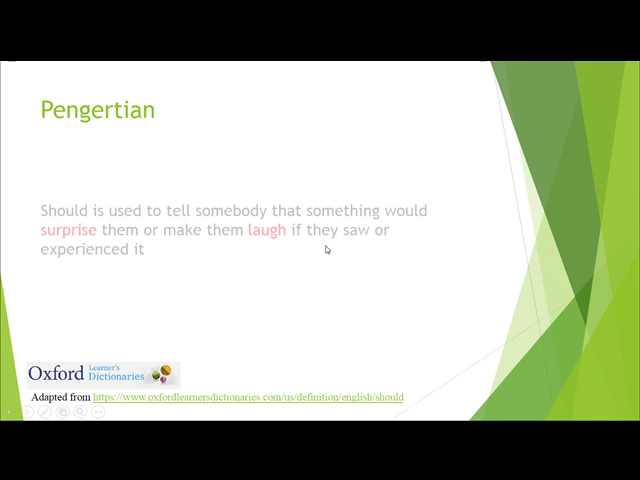 Pengertian
Should is used to tell somebody that something would
surprise them or make them laugh if they saw or
experienced it
Oxford Learner's Dictionaries
Adapted from https://www.oxfordlearnersdictionaries.com/us/definition/english/should